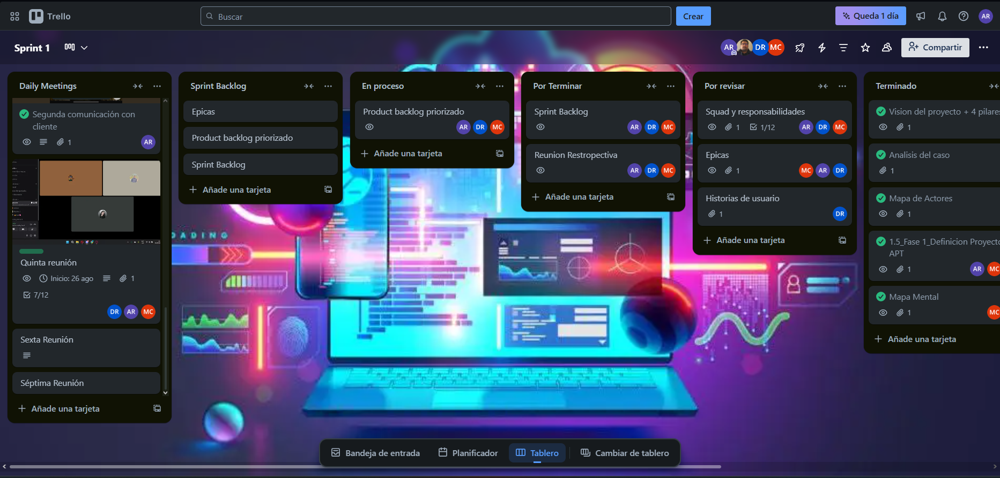 Trello
Buscar
Crear
Queda 1 día
AR
Sprint 1
AR
DR
MC
Compartir
Daily Meetings
Segunda comunicación con
cliente
1
AR
Quinta reunión
Inicio: 26 ago
1
7/12
DR AR MC
Sexta Reunión
Séptima Reunión
Añade una tarjeta
Sprint Backlog
Epicas
Product backlog priorizado
Sprint Backlog
Añade una tarjeta
En proceso
Product backlog priorizado
AR DR MC
Añade una tarjeta
Por Terminar
Sprint Backlog
AR DR MC
Reunion Restropectiva
AR DR MC
Añade una tarjeta
Por revisar
Squad y responsabilidades
1 1/12 AR DR MC
Epicas
1 MC AR DR
Historias de usuario
1 DR
Añade una tarjeta
Terminado
Vision del proyecto + 4 pilares
1
Analisis del caso
1
Mapa de Actores
1
1.5_Fase 1_Definicion Proyecto
APT
1 AR MC
Mapa Mental
1 MC
Añade una tarjeta
OADING
Bandeja de entrada
Planificador
Tablero
Cambiar de tablero